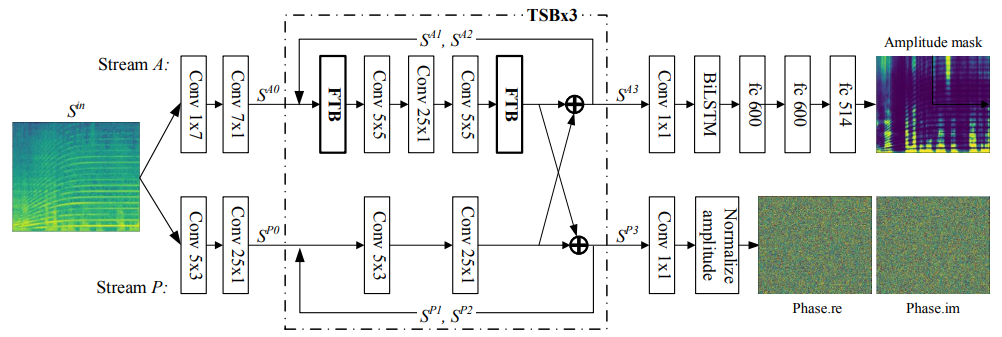 TSBx3
Stream A:
S^in
Conv 1x7
Conv 7x1
S^A0
S^A1, S^A2
FTB
Conv 5x5
Conv 25x1
Conv 5x5
FTB
S^A3
Conv 1x1
BiLSTM
fc 600
fc 600
fc 514
Amplitude mask
Stream P:
Conv 5x3
Conv 25x1
S^P0
Conv 5x3
Conv 25x1
S^P1, S^P2
S^P3
Conv 1x1
Normalize
amplitude
Phase.re
Phase.im